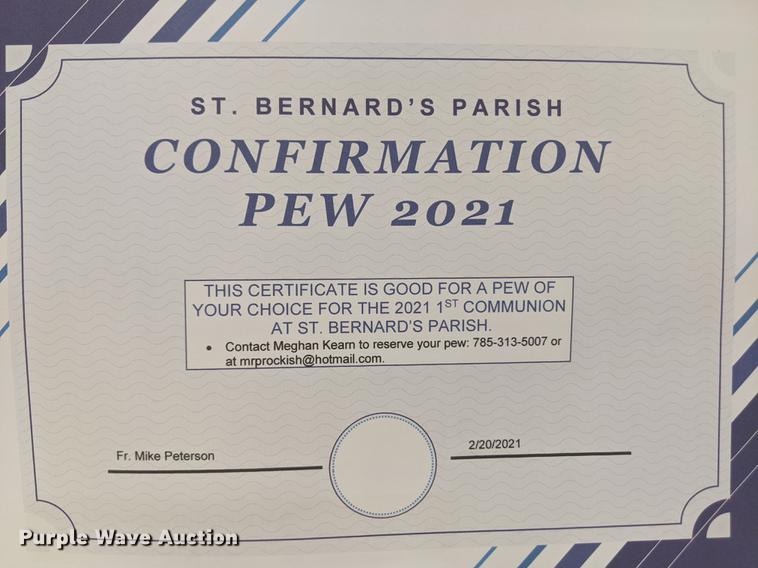 ST. BERNARD'S PARISH
CONFIRMATION
PEW 2021
THIS CERTIFICATE IS GOOD FOR A PEW OF
YOUR CHOICE FOR THE 2021 1ST COMMUNION
AT ST. BERNARD'S PARISH.
• Contact Meghan Kearn to reserve your pew: 785-313-5007 or
at mrprockish@hotmail.com.
Fr. Mike Peterson
2/20/2021
Purple Wave Auction